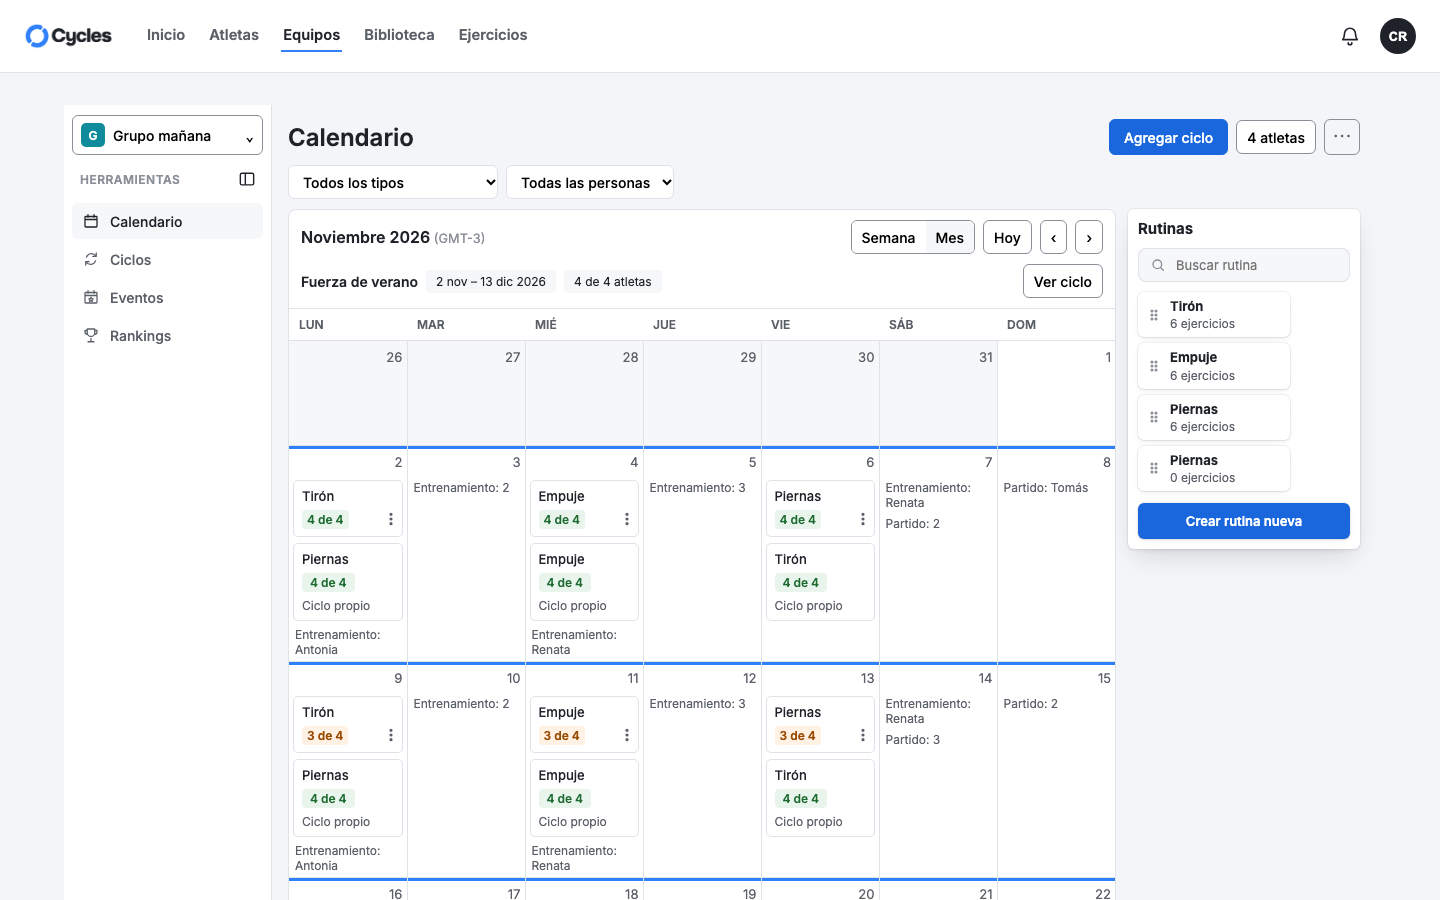 Cycles
Inicio
Atletas
Equipos
Biblioteca
Ejercicios
CR
G
Grupo mañana
HERRAMIENTAS
Calendario
Ciclos
Eventos
Rankings
Calendario
Agregar ciclo
4 atletas
Todos los tipos
Todas las personas
Noviembre 2026 (GMT-3)
Semana
Mes
Hoy
Fuerza de verano
2 nov – 13 dic 2026
4 de 4 atletas
Ver ciclo
LUN
MAR
MIÉ
JUE
VIE
SÁB
DOM
26
27
28
29
30
31
1
2
Tirón
4 de 4
Piernas
4 de 4
Ciclo propio
Entrenamiento:
Antonia
3
Entrenamiento: 2
4
Empuje
4 de 4
Empuje
4 de 4
Ciclo propio
Entrenamiento:
Renata
5
Entrenamiento: 3
6
Piernas
4 de 4
Tirón
4 de 4
Ciclo propio
7
Entrenamiento:
Renata
Partido: 2
8
Partido: Tomás
9
Tirón
3 de 4
Piernas
4 de 4
Ciclo propio
Entrenamiento:
Antonia
10
Entrenamiento: 2
11
Empuje
3 de 4
Empuje
4 de 4
Ciclo propio
Entrenamiento:
Renata
12
Entrenamiento: 3
13
Piernas
3 de 4
Tirón
4 de 4
Ciclo propio
14
Entrenamiento:
Renata
Partido: 3
15
Partido: 2
16
17
18
19
20
21
22
Rutinas
Buscar rutina
Tirón
6 ejercicios
Empuje
6 ejercicios
Piernas
6 ejercicios
Piernas
0 ejercicios
Crear rutina nueva